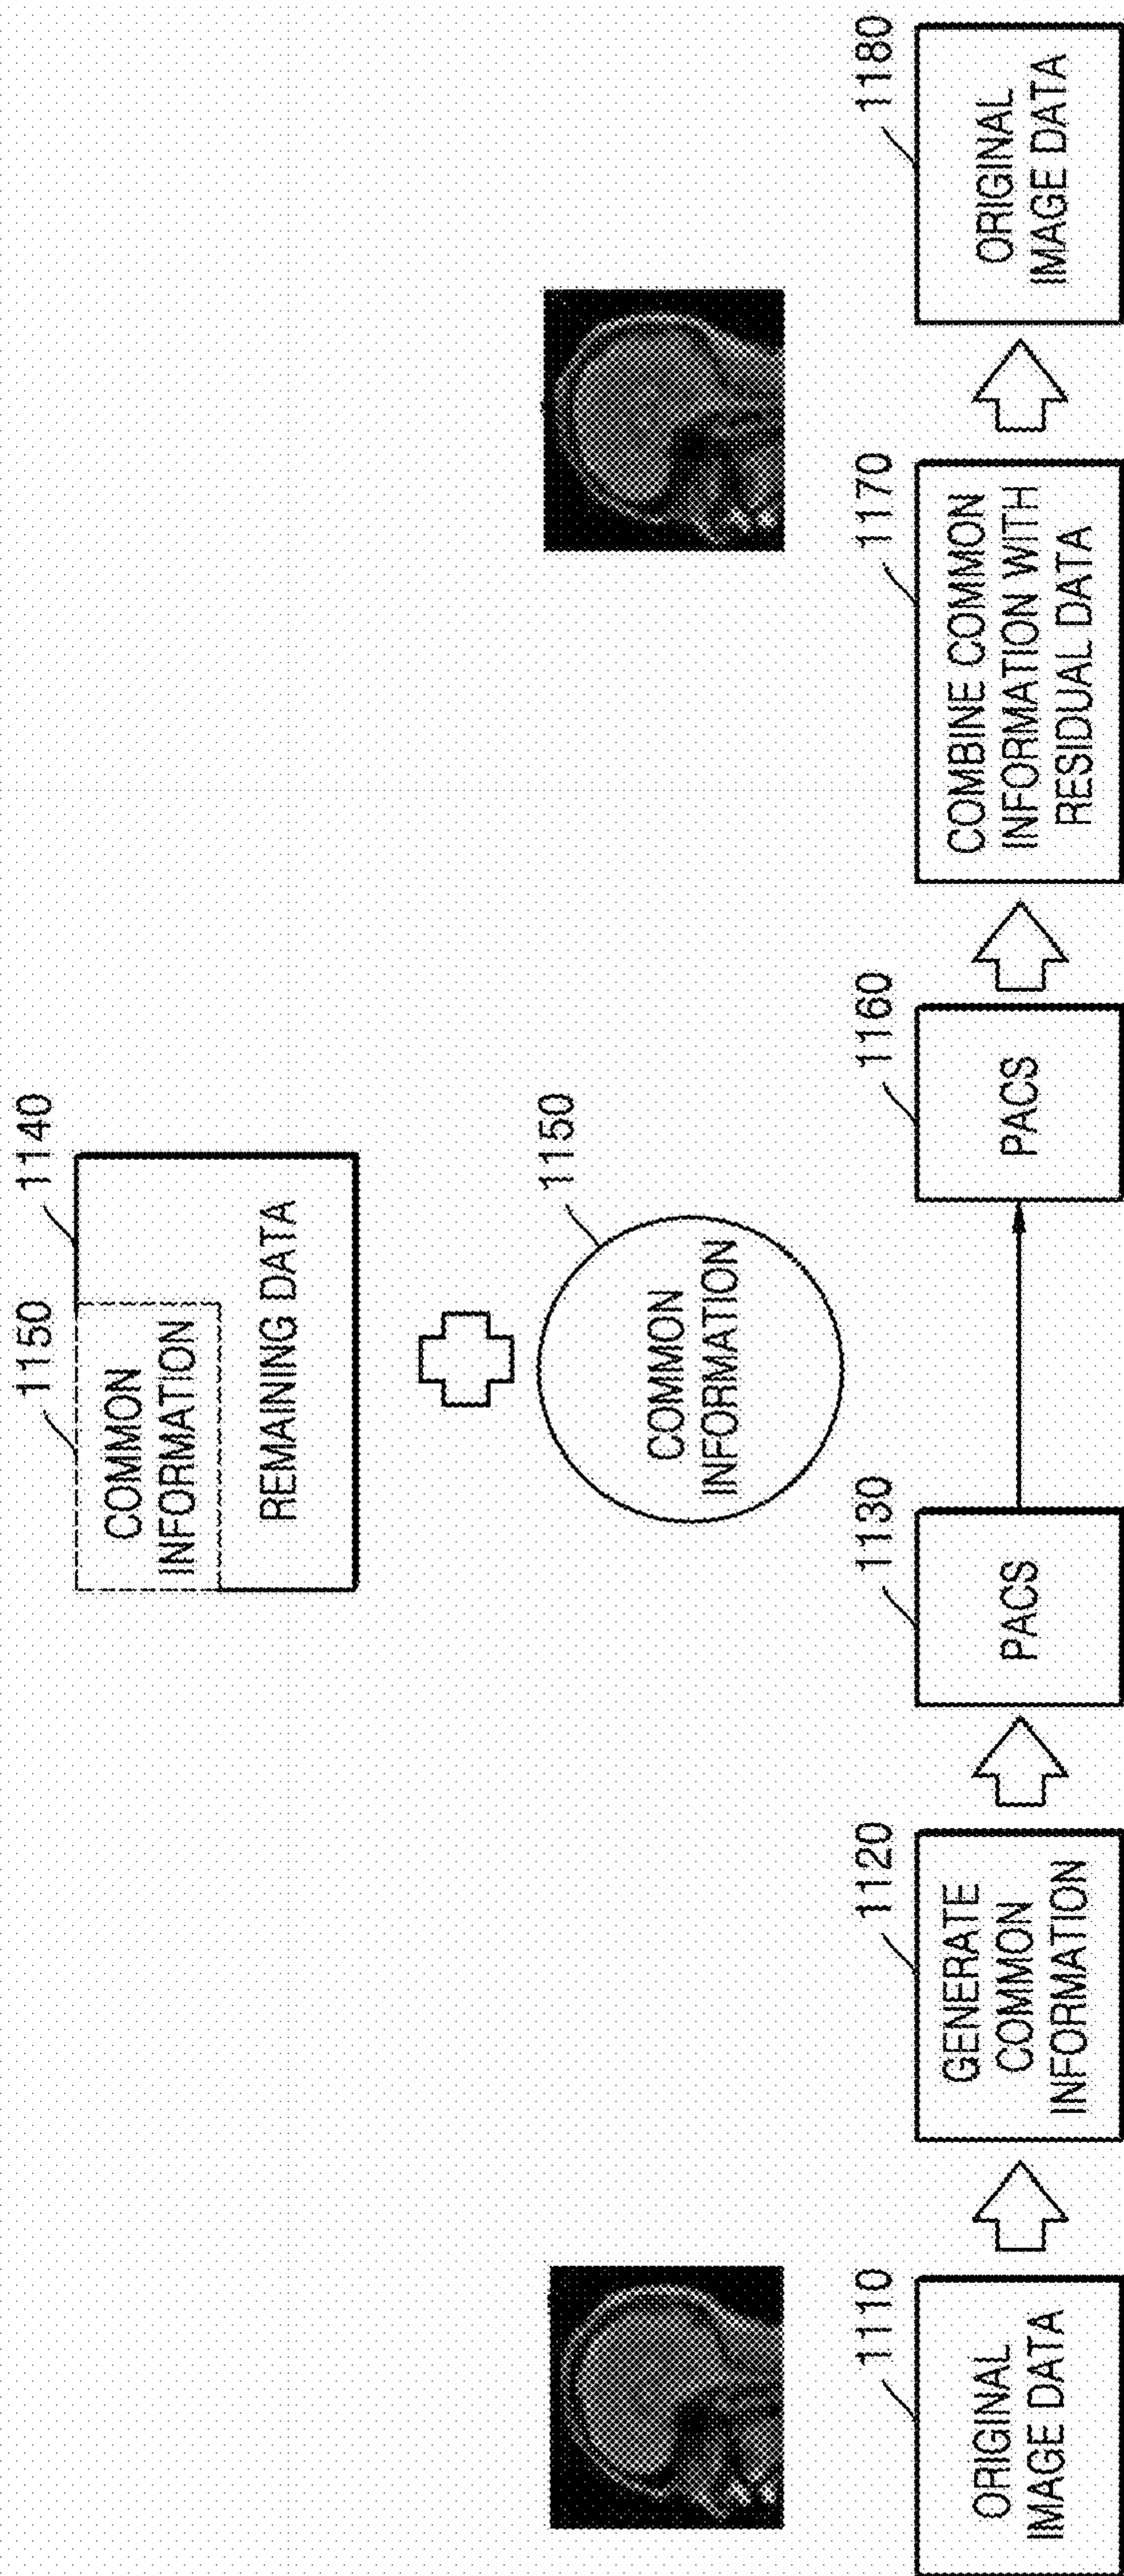 1150
1140
COMMON
INFORMATION
REMAINING DATA
1150
COMMON
INFORMATION
1110
ORIGINAL
IMAGE DATA
1120
GENERATE
COMMON
INFORMATION
1130
PACS
1160
PACS
1170
COMBINE COMMON
INFORMATION WITH
RESIDUAL DATA
1180
ORIGINAL
IMAGE DATA